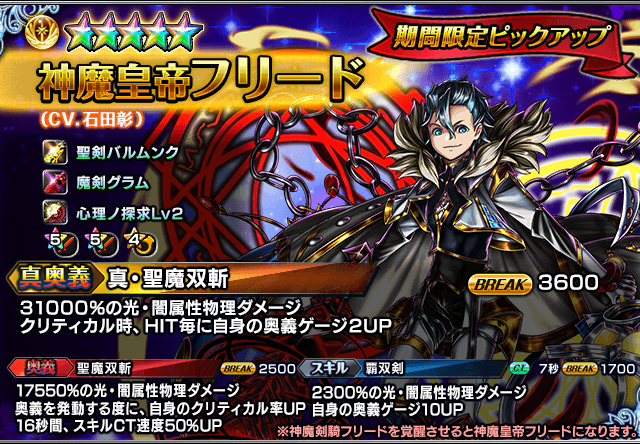 期間限定ピックアップ
神魔皇帝フリード
(CV.石田彰)
聖剣バルムンク
魔剣グラム
心理ノ探求Lv2
5 5 4
真奥義 真・聖魔双斬 BREAK 3600
31000%の光・闇属性物理ダメージ
クリティカル時、HIT毎に自身の奥義ゲージ2UP
奥義 聖魔双斬 BREAK 2500
17550%の光・闇属性物理ダメージ
奥義を発動する度に、自身のクリティカル率UP
16秒間、スキルCT速度50%UP
スキル 覇双剣 CT 7秒 BREAK 1700
2300%の光・闇属性物理ダメージ
自身の奥義ゲージ10UP
※神魔剣騎フリードを覚醒させると神魔皇帝フリードになります。